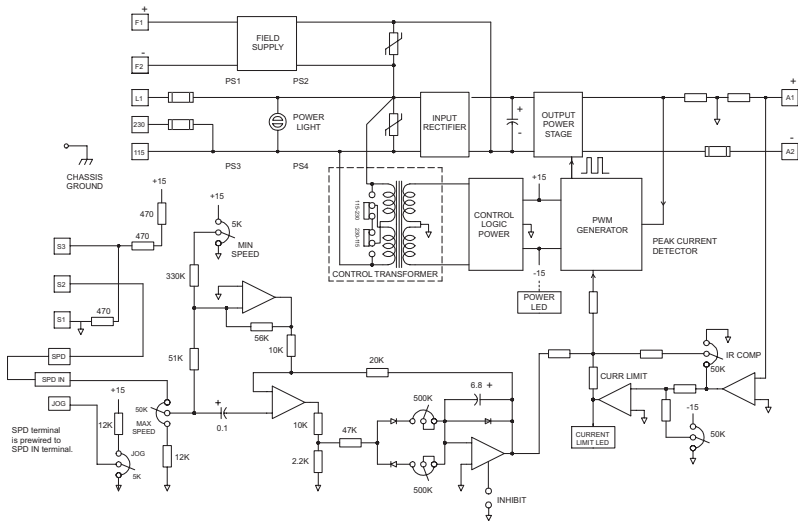 F1
+
FIELD
SUPPLY
-
F2
PS1
PS2
L1
230
115
POWER
LIGHT
PS3
PS4
INPUT
RECTIFIER
+
-
OUTPUT
POWER
STAGE
+
A1
-
A2
CHASSIS
GROUND
+15
470
470
+15
5K
MIN
SPEED
115-230
230-115
CONTROL TRANSFORMER
CONTROL
LOGIC
POWER
+15
-15
POWER
LED
PWM
GENERATOR
PEAK CURRENT
DETECTOR
S3
S2
S1
470
330K
56K
10K
51K
20K
SPD
SPD IN
JOG
+15
12K
50K
MAX
SPEED
+
0.1
SPD terminal
is prewired to
SPD IN terminal.
JOG
5K
12K
10K
2.2K
47K
500K
500K
6.8 +
INHIBIT
CURR LIMIT
IR COMP
50K
-15
50K
CURRENT
LIMIT LED